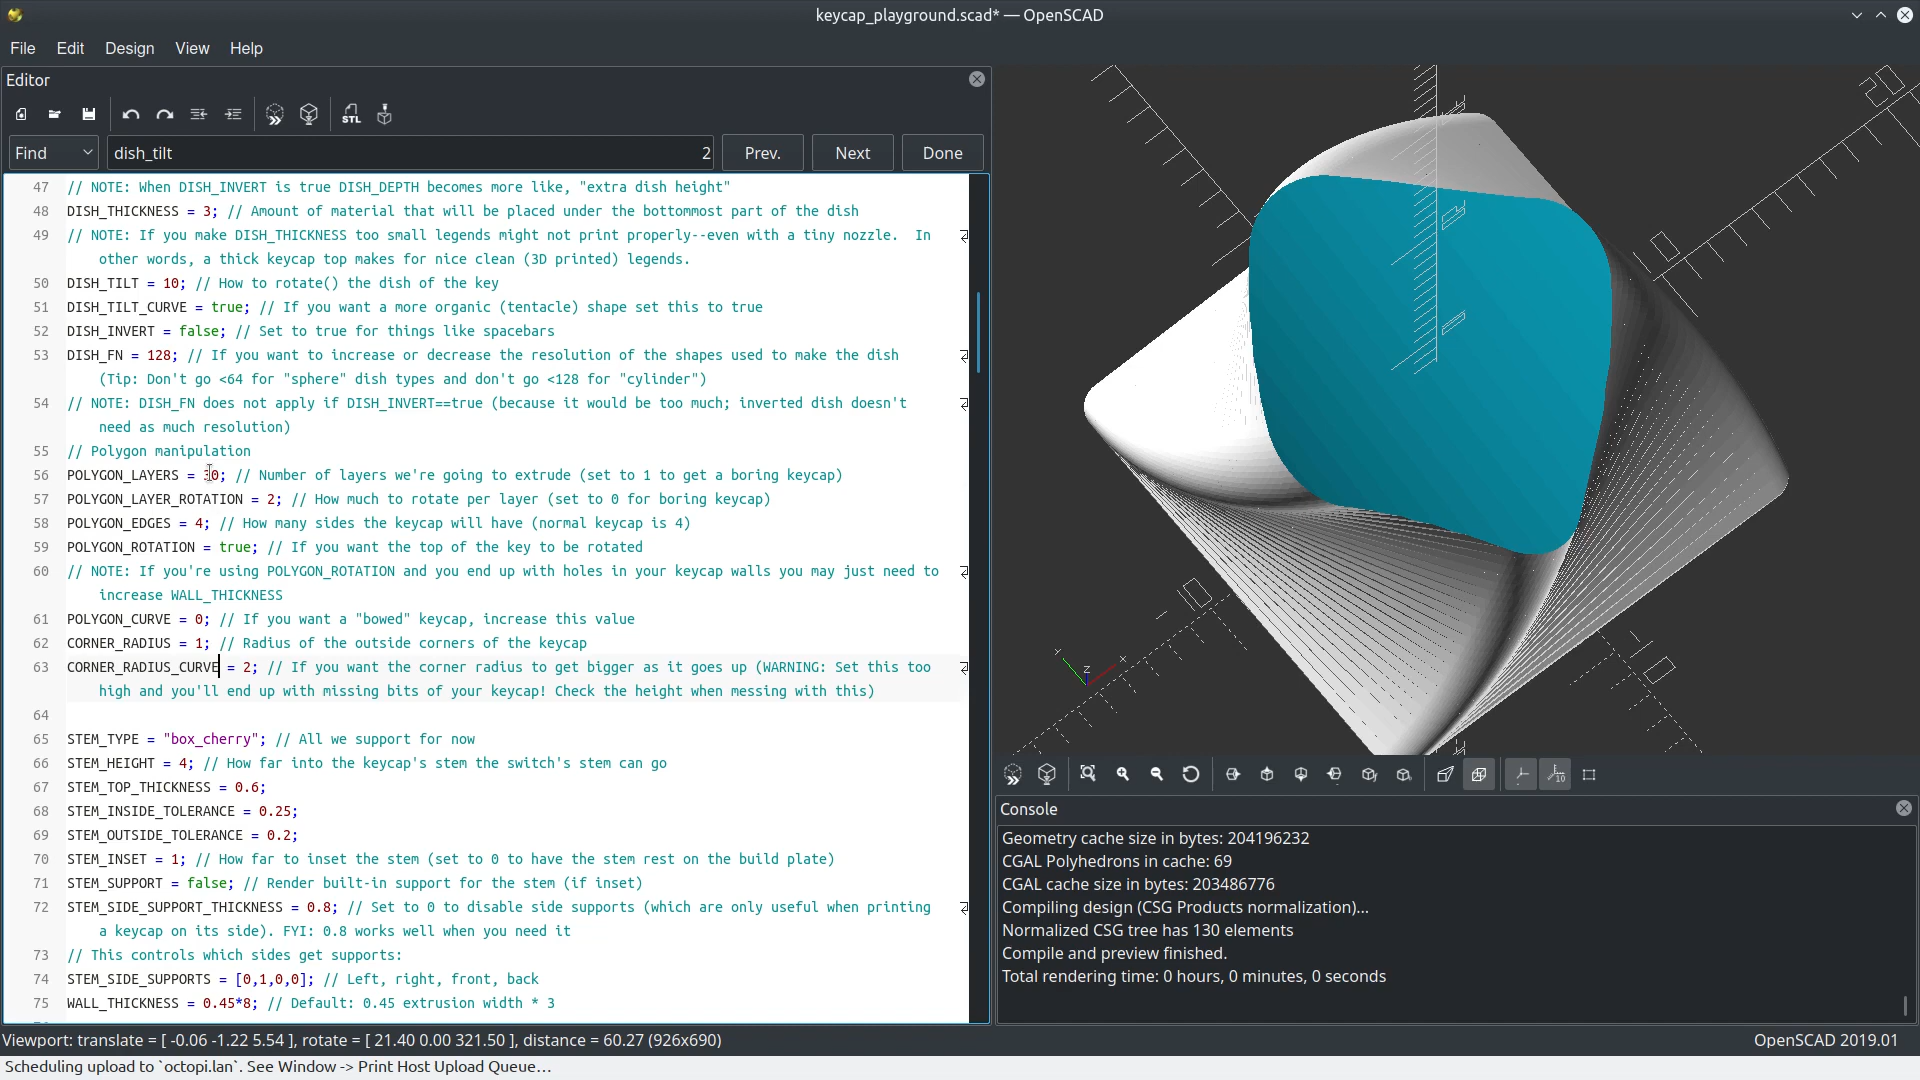 keycap_playground.scad* — OpenSCAD
File Edit Design View Help
Editor
STL
Find dish_tilt 2 Prev. Next Done
47 // NOTE: When DISH_INVERT is true DISH_DEPTH becomes more like, "extra dish height"
48 DISH_THICKNESS = 3; // Amount of material that will be placed under the bottommost part of the dish
49 // NOTE: If you make DISH_THICKNESS too small legends might not print properly--even with a tiny nozzle.  In
other words, a thick keycap top makes for nice clean (3D printed) legends.
50 DISH_TILT = 10; // How to rotate() the dish of the key
51 DISH_TILT_CURVE = true; // If you want a more organic (tentacle) shape set this to true
52 DISH_INVERT = false; // Set to true for things like spacebars
53 DISH_FN = 128; // If you want to increase or decrease the resolution of the shapes used to make the dish
(Tip: Don't go <64 for "sphere" dish types and don't go <128 for "cylinder")
54 // NOTE: DISH_FN does not apply if DISH_INVERT==true (because it would be too much; inverted dish doesn't
need as much resolution)
55 // Polygon manipulation
56 POLYGON_LAYERS = 30; // Number of layers we're going to extrude (set to 1 to get a boring keycap)
57 POLYGON_LAYER_ROTATION = 2; // How much to rotate per layer (set to 0 for boring keycap)
58 POLYGON_EDGES = 4; // How many sides the keycap will have (normal keycap is 4)
59 POLYGON_ROTATION = true; // If you want the top of the key to be rotated
60 // NOTE: If you're using POLYGON_ROTATION and you end up with holes in your keycap walls you may just need to
increase WALL_THICKNESS
61 POLYGON_CURVE = 0; // If you want a "bowed" keycap, increase this value
62 CORNER_RADIUS = 1; // Radius of the outside corners of the keycap
63 CORNER_RADIUS_CURVE = 2; // If you want the corner radius to get bigger as it goes up (WARNING: Set this too
high and you'll end up with missing bits of your keycap! Check the height when messing with this)
64
65 STEM_TYPE = "box_cherry"; // All we support for now
66 STEM_HEIGHT = 4; // How far into the keycap's stem the switch's stem can go
67 STEM_TOP_THICKNESS = 0.6;
68 STEM_INSIDE_TOLERANCE = 0.25;
69 STEM_OUTSIDE_TOLERANCE = 0.2;
70 STEM_INSET = 1; // How far to inset the stem (set to 0 to have the stem rest on the build plate)
71 STEM_SUPPORT = false; // Render built-in support for the stem (if inset)
72 STEM_SIDE_SUPPORT_THICKNESS = 0.8; // Set to 0 to disable side supports (which are only useful when printing
a keycap on its side). FYI: 0.8 works well when you need it
73 // This controls which sides get supports:
74 STEM_SIDE_SUPPORTS = [0,1,0,0]; // Left, right, front, back
75 WALL_THICKNESS = 0.45*8; // Default: 0.45 extrusion width * 3
Y Z X
10
Console
Geometry cache size in bytes: 204196232
CGAL Polyhedrons in cache: 69
CGAL cache size in bytes: 203486776
Compiling design (CSG Products normalization)...
Normalized CSG tree has 130 elements
Compile and preview finished.
Total rendering time: 0 hours, 0 minutes, 0 seconds
Viewport: translate = [ -0.06 -1.22 5.54 ], rotate = [ 21.40 0.00 321.50 ], distance = 60.27 (926x690)
OpenSCAD 2019.01
Scheduling upload to `octopi.lan`. See Window -> Print Host Upload Queue…